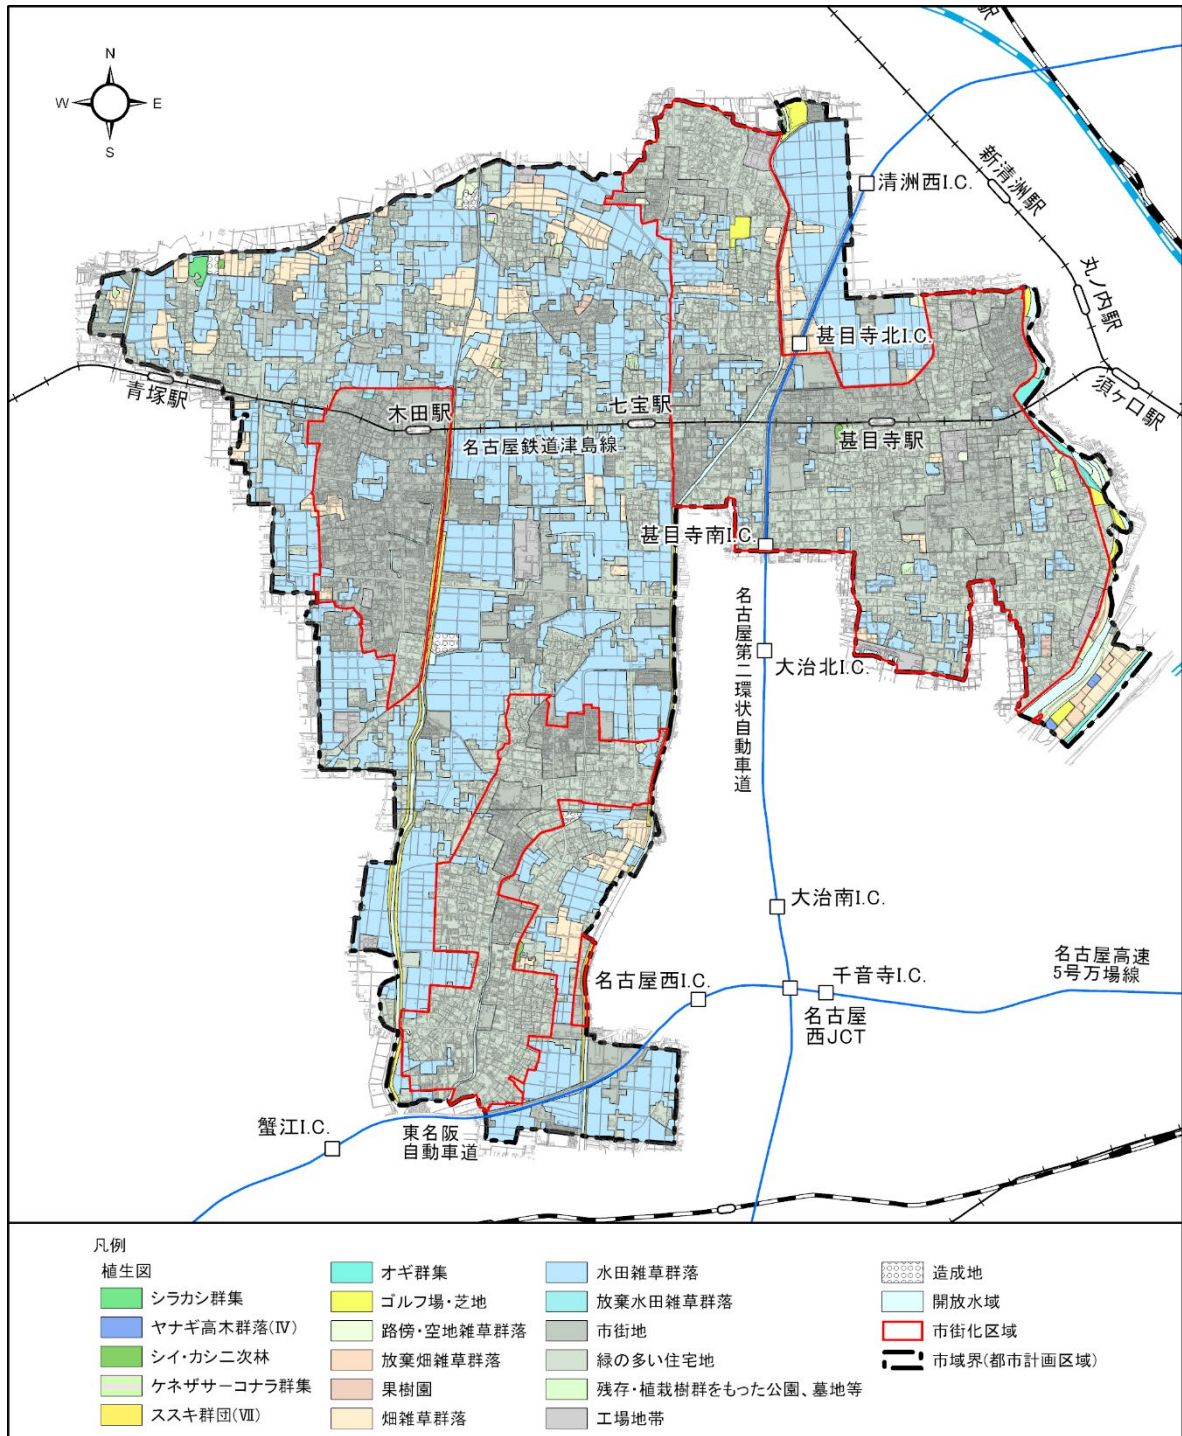 N
W
E
S
駅
清洲西I.C.
新清洲駅
丸ノ内駅
須ヶ口駅
甚目寺北I.C.
青塚駅
木田駅
七宝駅
甚目寺駅
名古屋鉄道津島線
甚目寺南I.C.
名古屋第二環状自動車道
大治北I.C.
大治南I.C.
名古屋西I.C.
千音寺I.C.
名古屋高速
5号万場線
名古屋
西JCT
蟹江I.C.
東名阪
自動車道
凡例
植生図
シラカシ群集
ヤナギ高木群落(Ⅳ)
シイ・カシ二次林
ケネザサーコナラ群集
ススキ群団(Ⅶ)
オギ群集
ゴルフ場・芝地
路傍・空地雑草群落
放棄畑雑草群落
果樹園
畑雑草群落
水田雑草群落
放棄水田雑草群落
市街地
緑の多い住宅地
残存・植栽樹群をもった公園、墓地等
工場地帯
造成地
開放水域
市街化区域
市域界(都市計画区域)